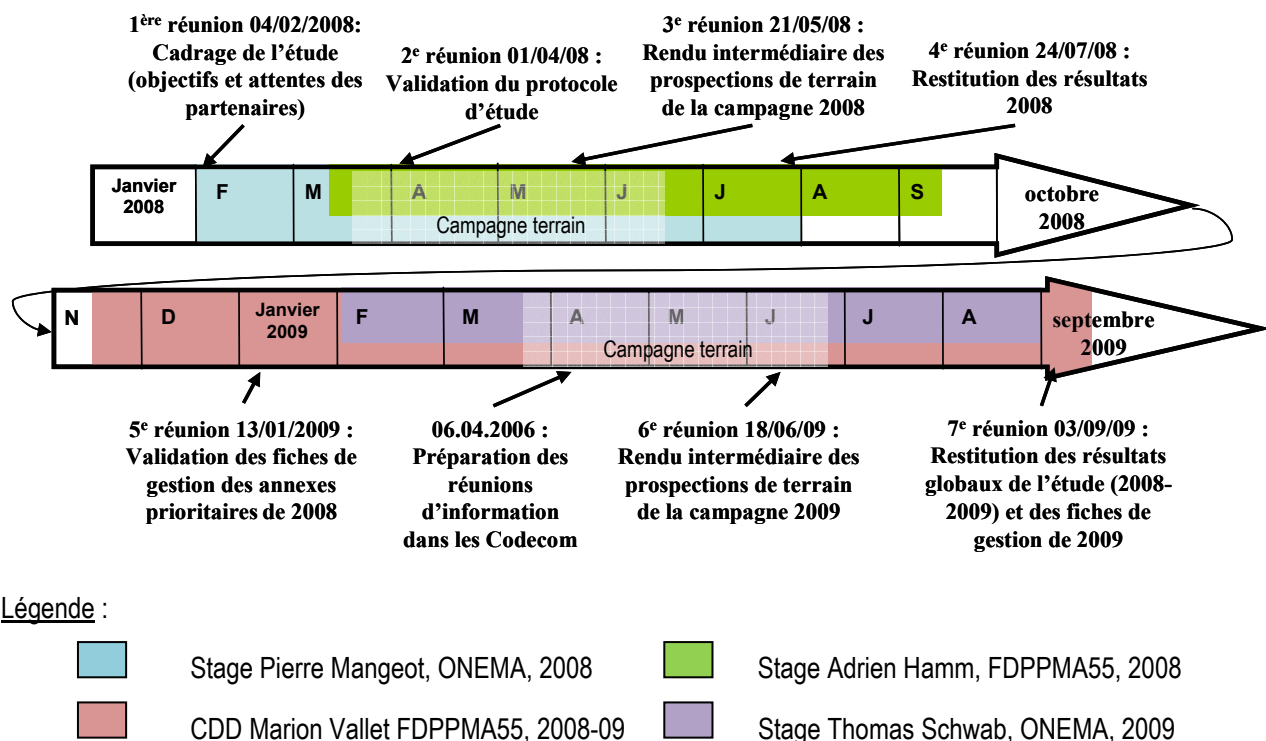 1ère réunion 04/02/2008:
Cadrage de l’étude
(objectifs et attentes des
partenaires)
2e réunion 01/04/08 :
Validation du protocole
d’étude
3e réunion 21/05/08 :
Rendu intermédiaire des
prospections de terrain
de la campagne 2008
4e réunion 24/07/08 :
Restitution des résultats
2008
Janvier
2008
F
M
A
M
J
J
A
S
octobre
2008
Campagne terrain
N
D
Janvier
2009
F
M
A
M
J
J
A
septembre
2009
Campagne terrain
5e réunion 13/01/2009 :
Validation des fiches de
gestion des annexes
prioritaires de 2008
06.04.2006 :
Préparation des
réunions
d’information
dans les Codecom
6e réunion 18/06/09 :
Rendu intermédiaire des
prospections de terrain
de la campagne 2009
7e réunion 03/09/09 :
Restitution des résultats
globaux de l’étude (2008-
2009) et des fiches de
gestion de 2009
Légende :
Stage Pierre Mangeot, ONEMA, 2008
Stage Adrien Hamm, FDPPMA55, 2008
CDD Marion Vallet FDPPMA55, 2008-09
Stage Thomas Schwab, ONEMA, 2009